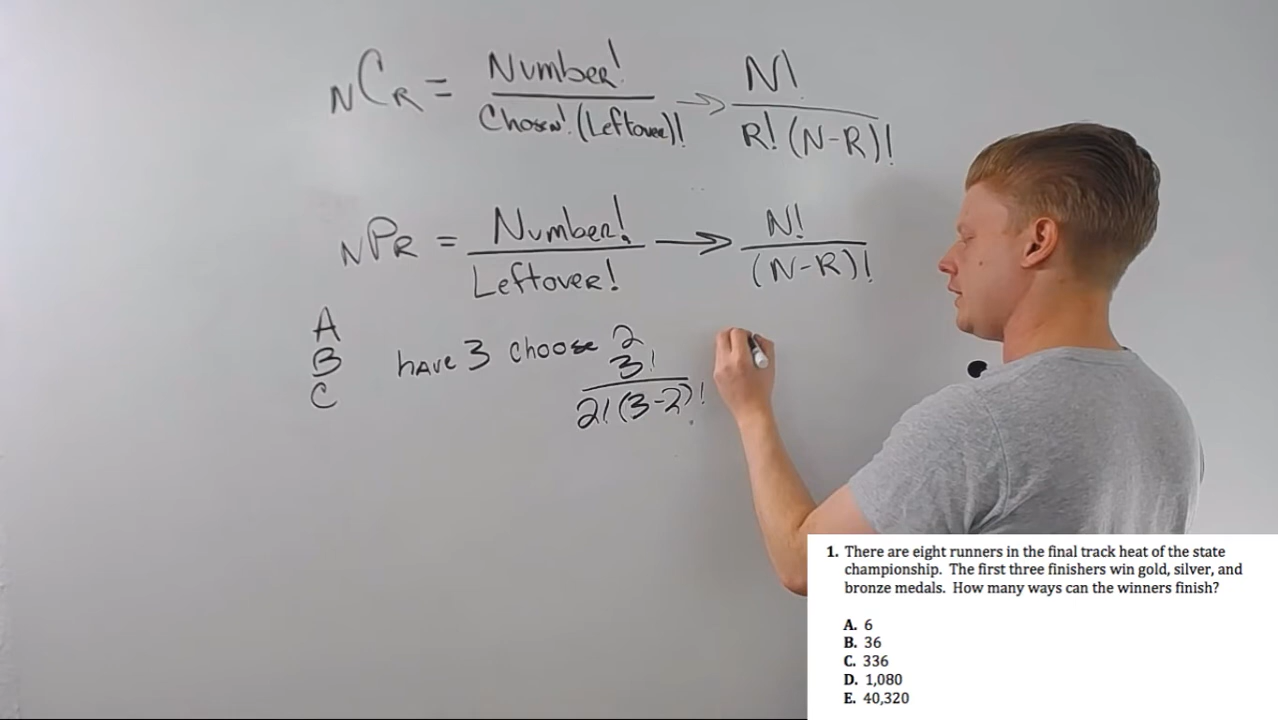 NCR = Number! / Chosen! (Leftover)! → N! / R! (N-R)!
NPR = Number! / Leftover! → N! / (N-R)!
A
B have 3 choose 2
C
3! / 2! (3-2)!
1. There are eight runners in the final track heat of the state
championship. The first three finishers win gold, silver, and
bronze medals. How many ways can the winners finish?
A. 6
B. 36
C. 336
D. 1,080
E. 40,320